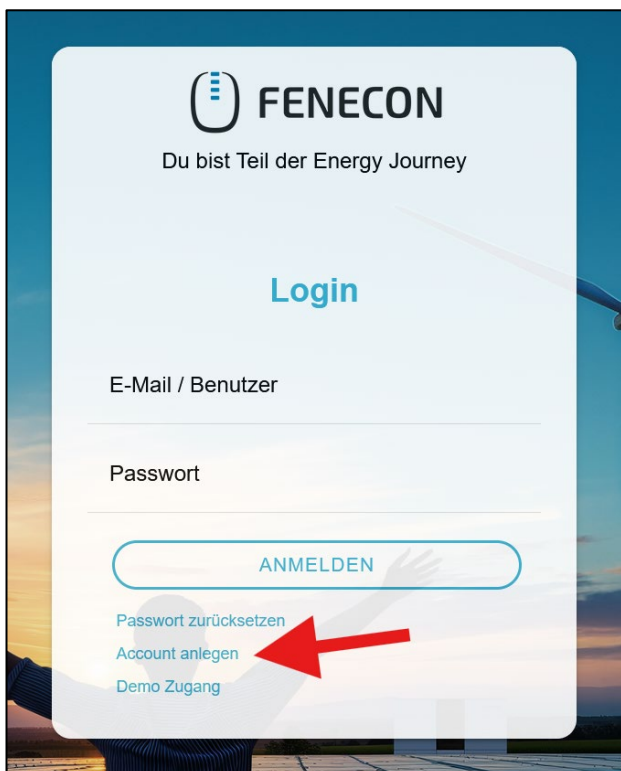 FENECON
Du bist Teil der Energy Journey
Login
E-Mail / Benutzer
Passwort
ANMELDEN
Passwort zurücksetzen
Account anlegen
Demo Zugang